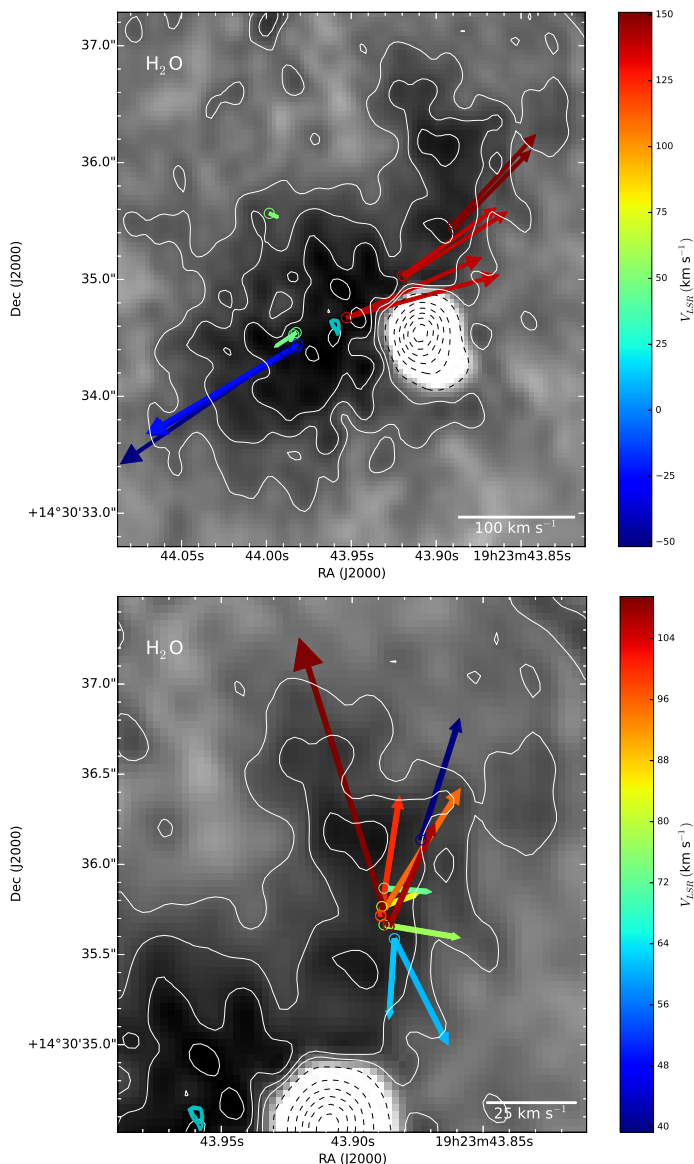 37.0"
36.0"
35.0"
34.0"
+14°30'33.0"
Dec (J2000)
H₂O
100 km s⁻¹
44.05s 44.00s 43.95s 43.90s 19h23m43.85s
RA (J2000)
150
125
100
75
50
25
0
−25
−50
V_LSR (km s⁻¹)
37.0"
36.5"
36.0"
35.5"
+14°30'35.0"
Dec (J2000)
H₂O
25 km s⁻¹
43.95s 43.90s 19h23m43.85s
RA (J2000)
104
96
88
80
72
64
56
48
40
V_LSR (km s⁻¹)